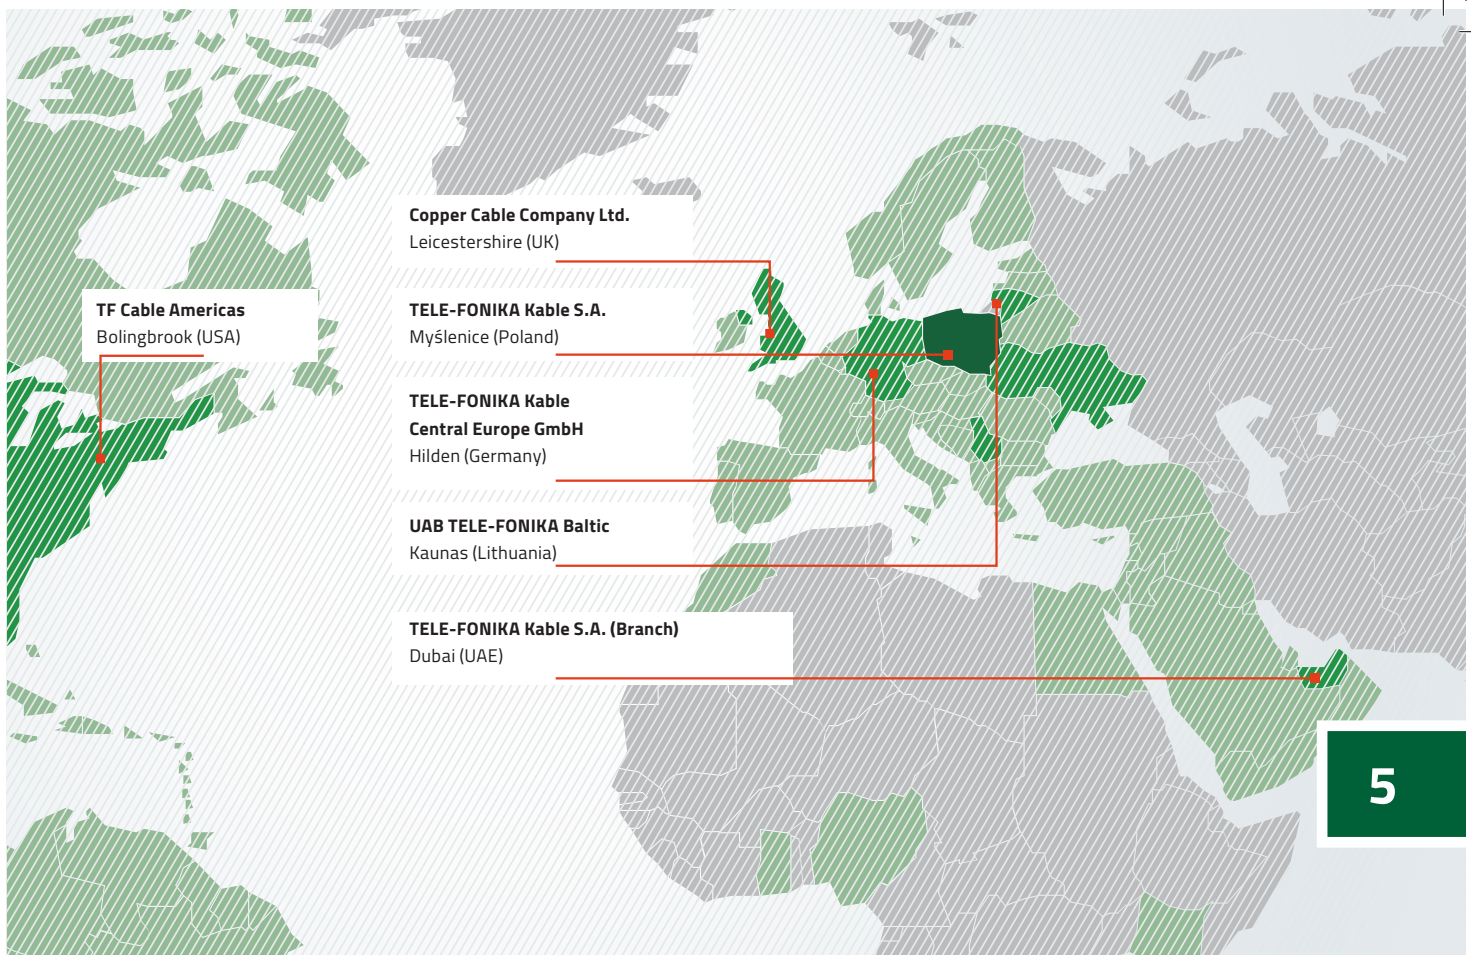 Copper Cable Company Ltd.
Leicestershire (UK)
TF Cable Americas
Bolingbrook (USA)
TELE-FONIKA Kable S.A.
Myślenice (Poland)
TELE-FONIKA Kable
Central Europe GmbH
Hilden (Germany)
UAB TELE-FONIKA Baltic
Kaunas (Lithuania)
TELE-FONIKA Kable S.A. (Branch)
Dubai (UAE)
5